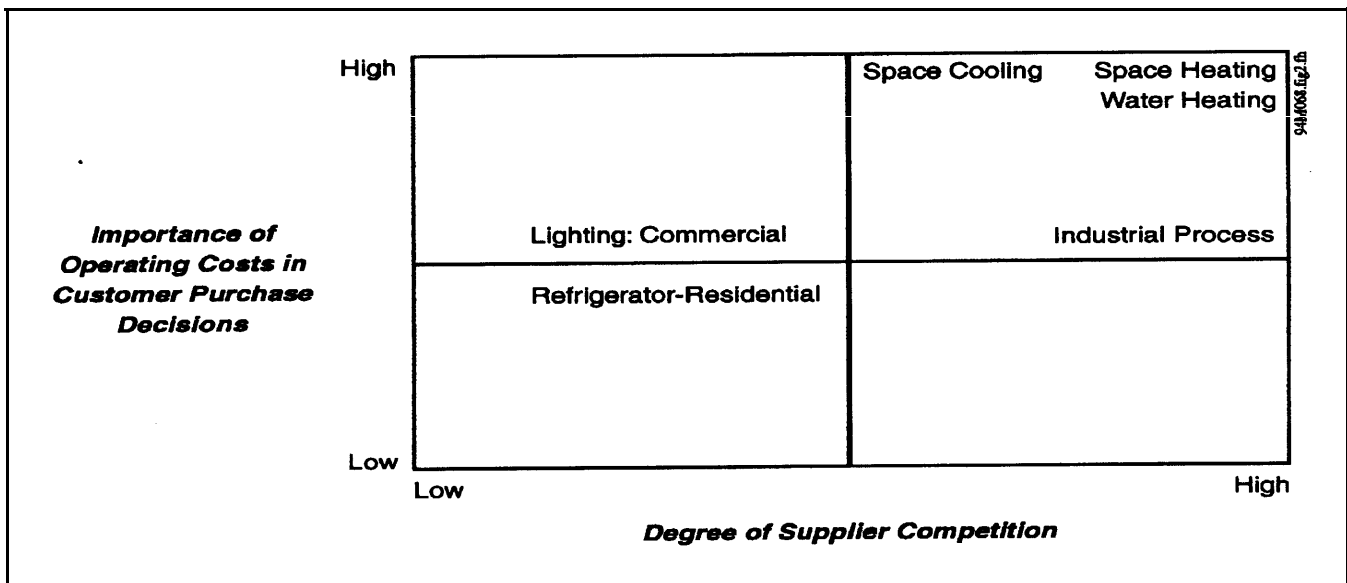 High
Space Cooling
Space Heating
Water Heating
Importance of
Operating Costs in
Customer Purchase
Decisions
Lighting: Commercial
Industrial Process
Refrigerator-Residential
Low
Low
High
Degree of Supplier Competition